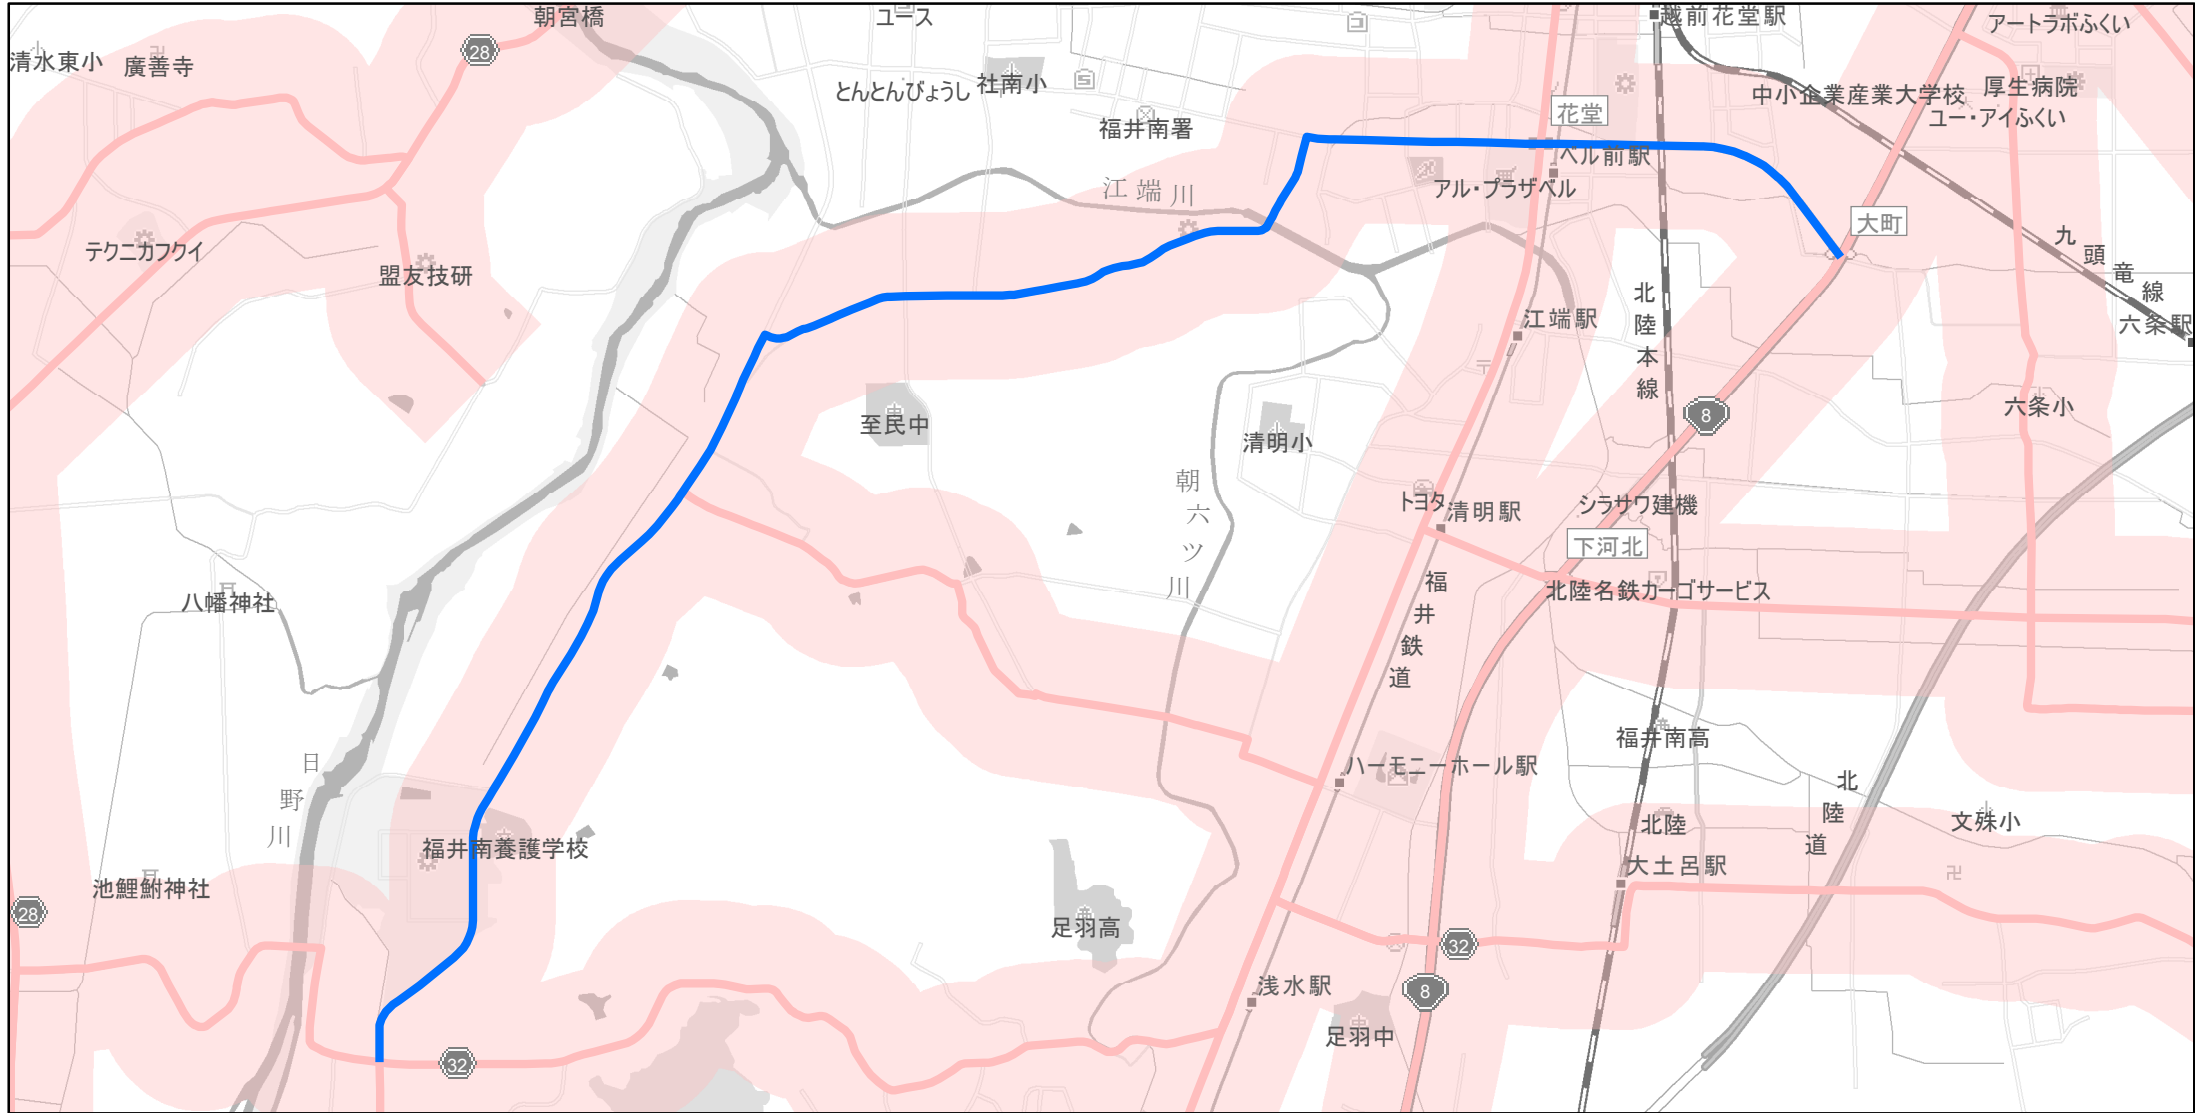 朝宮橋
ユース
越前花堂駅
アートラボふくい
28
清水東小
廣善寺
とんとんびょうし
社南小
中小企業産業大学校
厚生病院
ユー・アイふくい
福井南署
花堂
ベル前駅
アル・プラザベル
江端川
大町
テクニカフクイ
盟友技研
九頭竜線
六条駅
北陸本線
江端駅
8
六条小
至民中
清明小
朝六ツ川
トヨタ
清明駅
シラサワ建機
下河北
北陸名鉄カーゴサービス
八幡神社
福井鉄道
福井南高
ハーモニーホール駅
日野川
北陸道
北陸
文殊小
福井南養護学校
大土呂駅
池鯉鮒神社
28
足羽高
32
浅水駅
8
足羽中
32